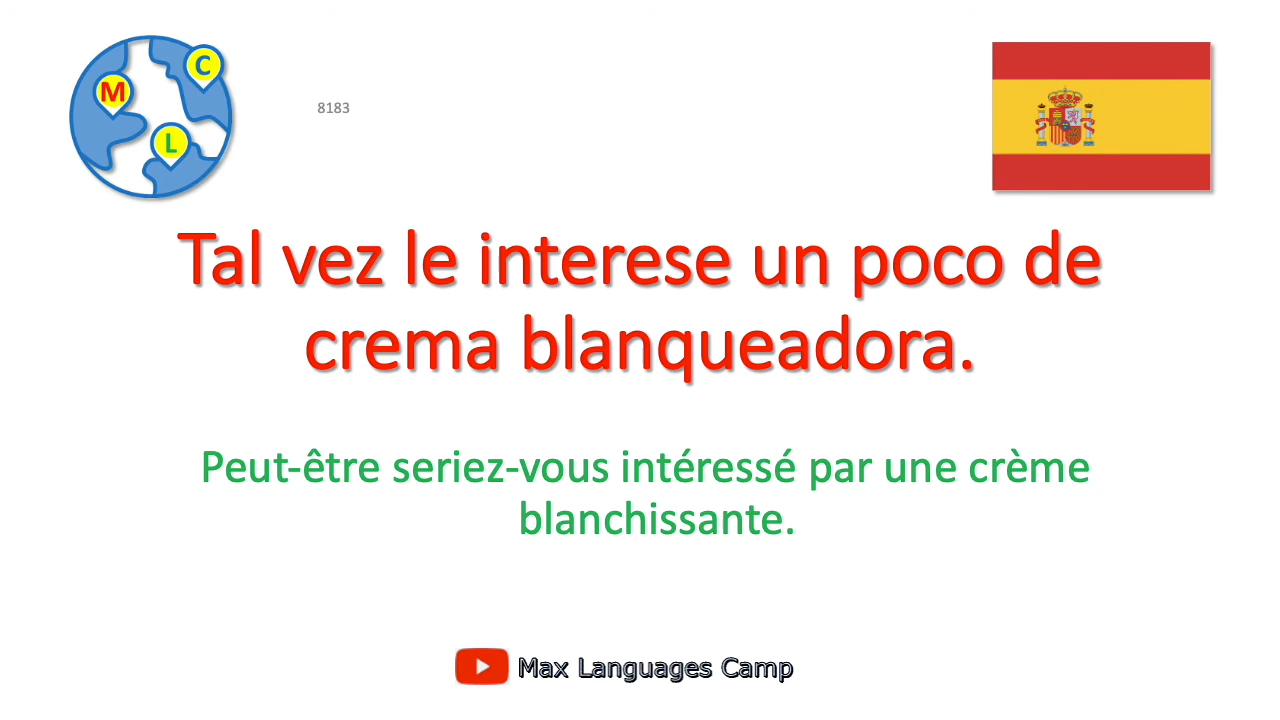 C
M
L
8183
Tal vez le interese un poco de
crema blanqueadora.
Peut-être seriez-vous intéressé par une crème
blanchissante.
Max Languages Camp